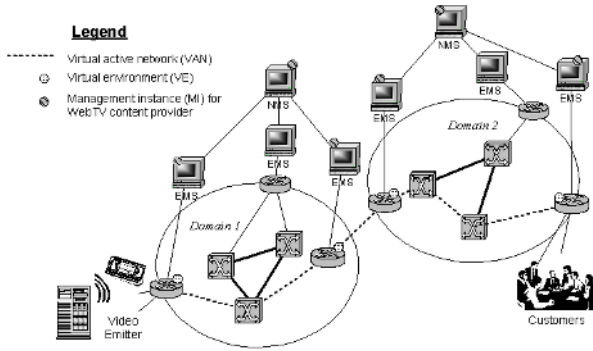 Legend
Virtual active network (VAN)
Virtual environment (VE)
Management instance (MI) for
WebTV content provider
NMS
EMS
EMS
EMS
Domain 2
NMS
EMS
EMS
EMS
Domain 1
Video
Emitter
Customers